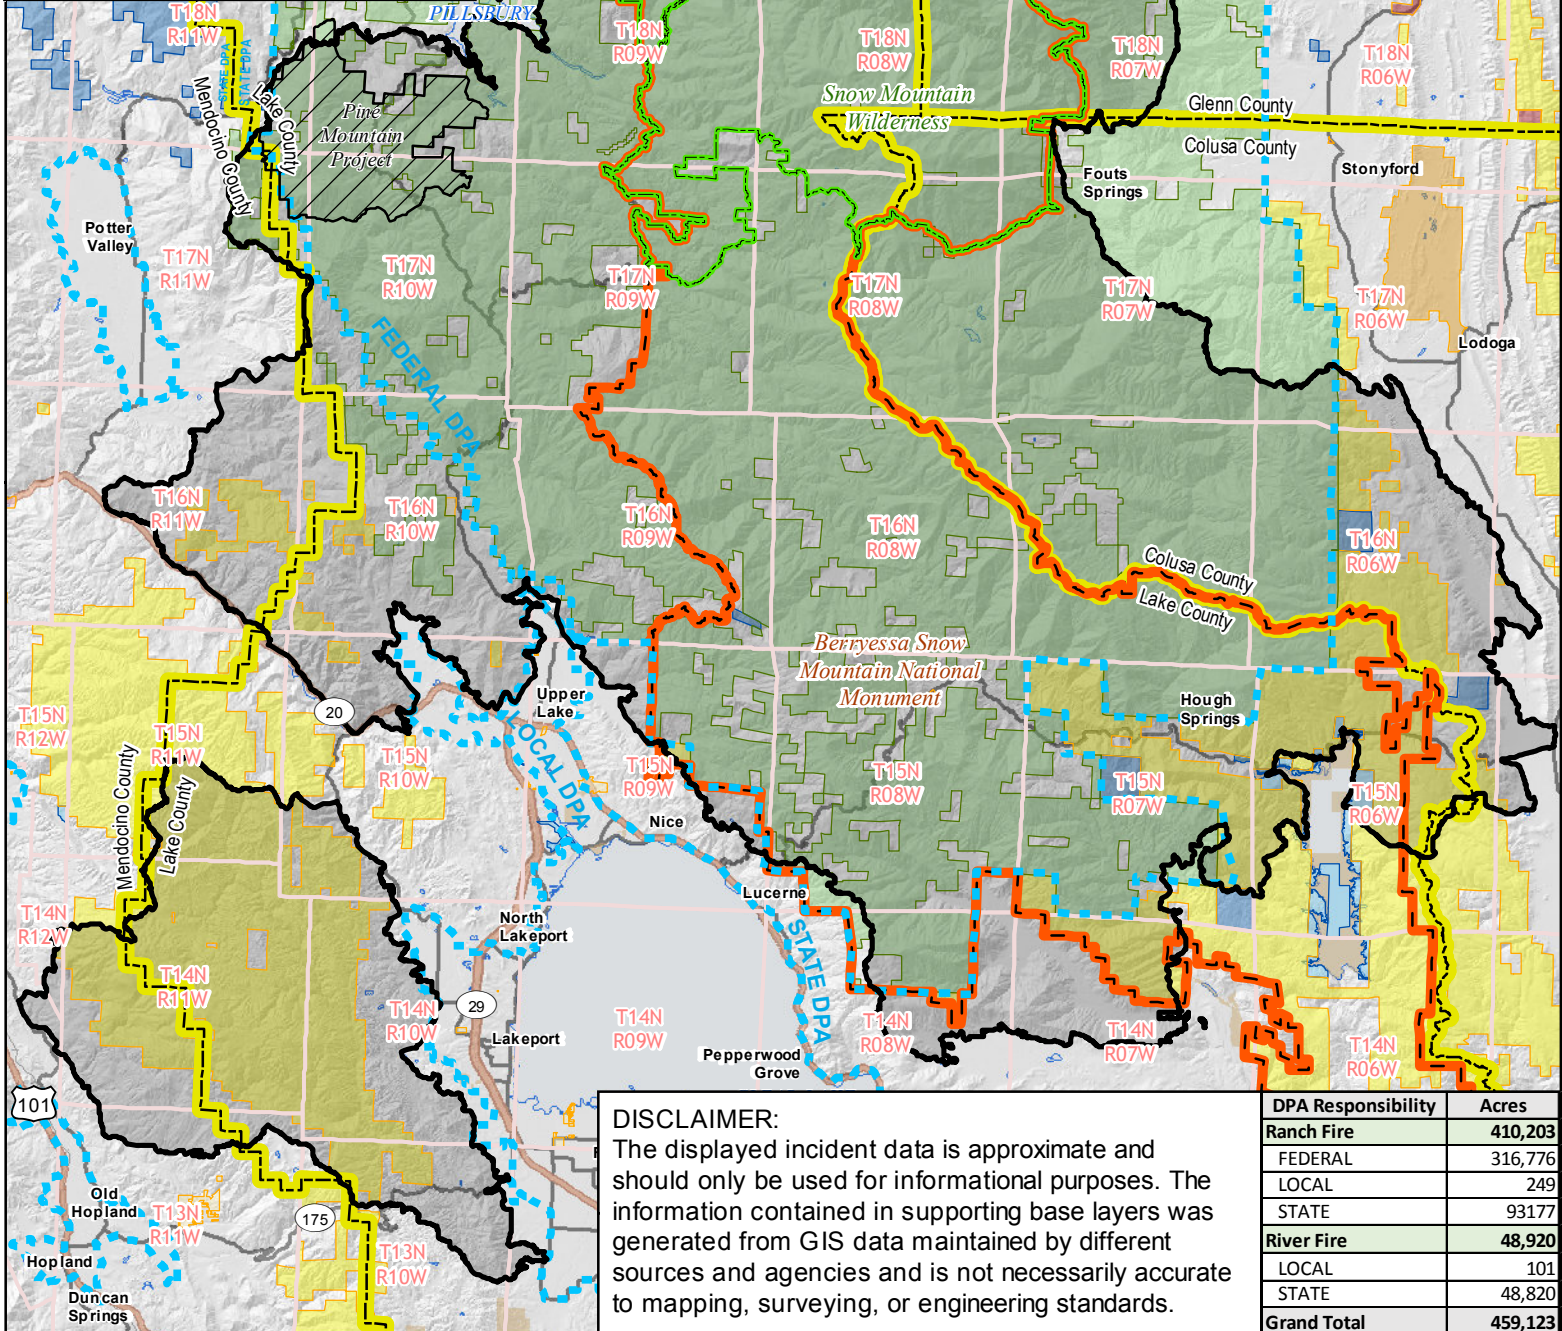 T18N
R11W
PILLSBURY
T18N
R09W
T18N
R08W
T18N
R07W
T18N
R06W
STATE DPA
STATE DPA
Mendocino County
Lake County
Pine
Mountain
Project
Snow Mountain
Wilderness
Glenn County
Colusa County
Stonyford
Fouts
Springs
Potter
Valley
T17N
R11W
T17N
R10W
T17N
R09W
T17N
R08W
T17N
R07W
T17N
R06W
Lodoga
FEDERAL DPA
T16N
R11W
T16N
R10W
T16N
R09W
T16N
R08W
T16N
R06W
Colusa County
Lake County
Berryessa Snow
Mountain National
Monument
Upper
Lake
Hough
Springs
20
T15N
R12W
T15N
R11W
T15N
R10W
LOCAL DPA
T15N
R09W
T15N
R08W
T15N
R07W
T15N
R06W
Mendocino County
Lake County
Nice
Lucerne
T14N
R12W
North
Lakeport
STATE DPA
T14N
R11W
T14N
R10W
29
Lakeport
T14N
R09W
T14N
R08W
T14N
R07W
T14N
R06W
Pepperwood
Grove
101
Old
Hopland
T13N
R11W
175
T13N
R10W
Hopland
Duncan
Springs
DISCLAIMER:
The displayed incident data is approximate and
should only be used for informational purposes. The
information contained in supporting base layers was
generated from GIS data maintained by different
sources and agencies and is not necessarily accurate
to mapping, surveying, or engineering standards.
DPA Responsibility Acres
Ranch Fire 410,203
FEDERAL 316,776
LOCAL 249
STATE 93177
River Fire 48,920
LOCAL 101
STATE 48,820
Grand Total 459,123